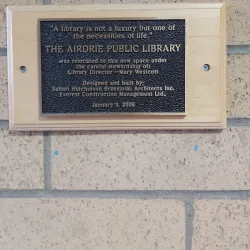 "A library is not a luxury but one of
the necessities of life."
THE AIRDRIE PUBLIC LIBRARY
was relocated to this new space under
the careful stewardship of:
Library Director—Mary Westcott
Designed and built by:
Hutchinson Architects Inc.
Everest Construction Management Ltd.
January 5, 2006